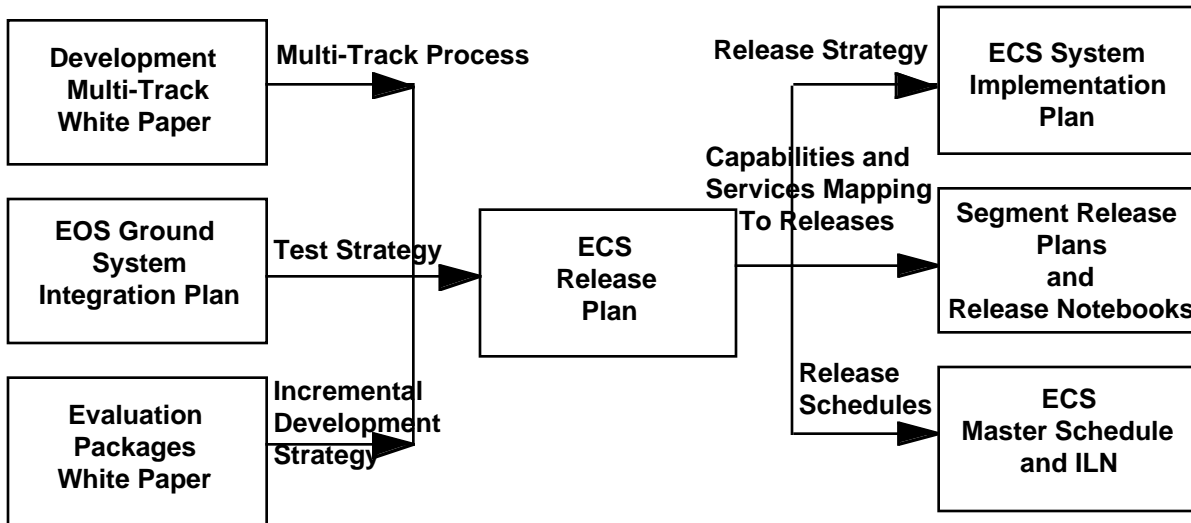 Development
Multi-Track
White Paper
Multi-Track Process
EOS Ground
System
Integration Plan
Test Strategy
Evaluation
Packages
White Paper
Incremental
Development
Strategy
ECS
Release
Plan
Release Strategy
ECS System
Implementation
Plan
Capabilities and
Services Mapping
To Releases
Segment Release
Plans
and
Release Notebooks
Release
Schedules
ECS
Master Schedule
and ILN